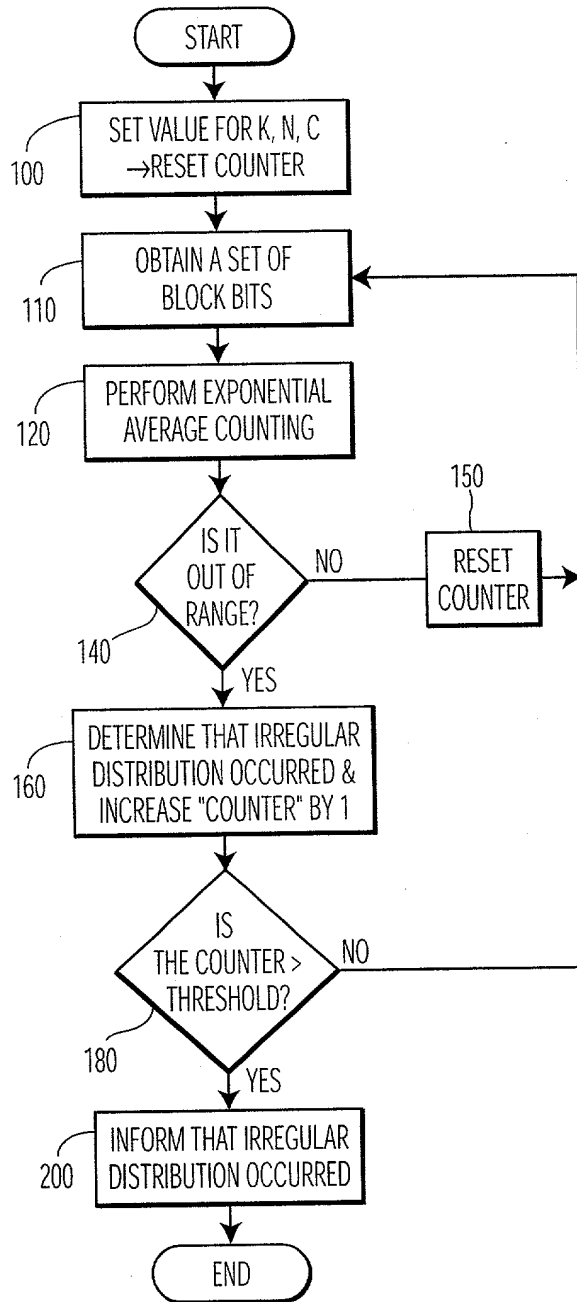 START
SET VALUE FOR K, N, C
→RESET COUNTER
100
OBTAIN A SET OF
BLOCK BITS
110
PERFORM EXPONENTIAL
AVERAGE COUNTING
120
IS IT
OUT OF
RANGE?
140
NO
150
RESET
COUNTER
YES
DETERMINE THAT IRREGULAR
DISTRIBUTION OCCURRED &
INCREASE "COUNTER" BY 1
160
IS
THE COUNTER >
THRESHOLD?
180
NO
YES
INFORM THAT IRREGULAR
DISTRIBUTION OCCURRED
200
END